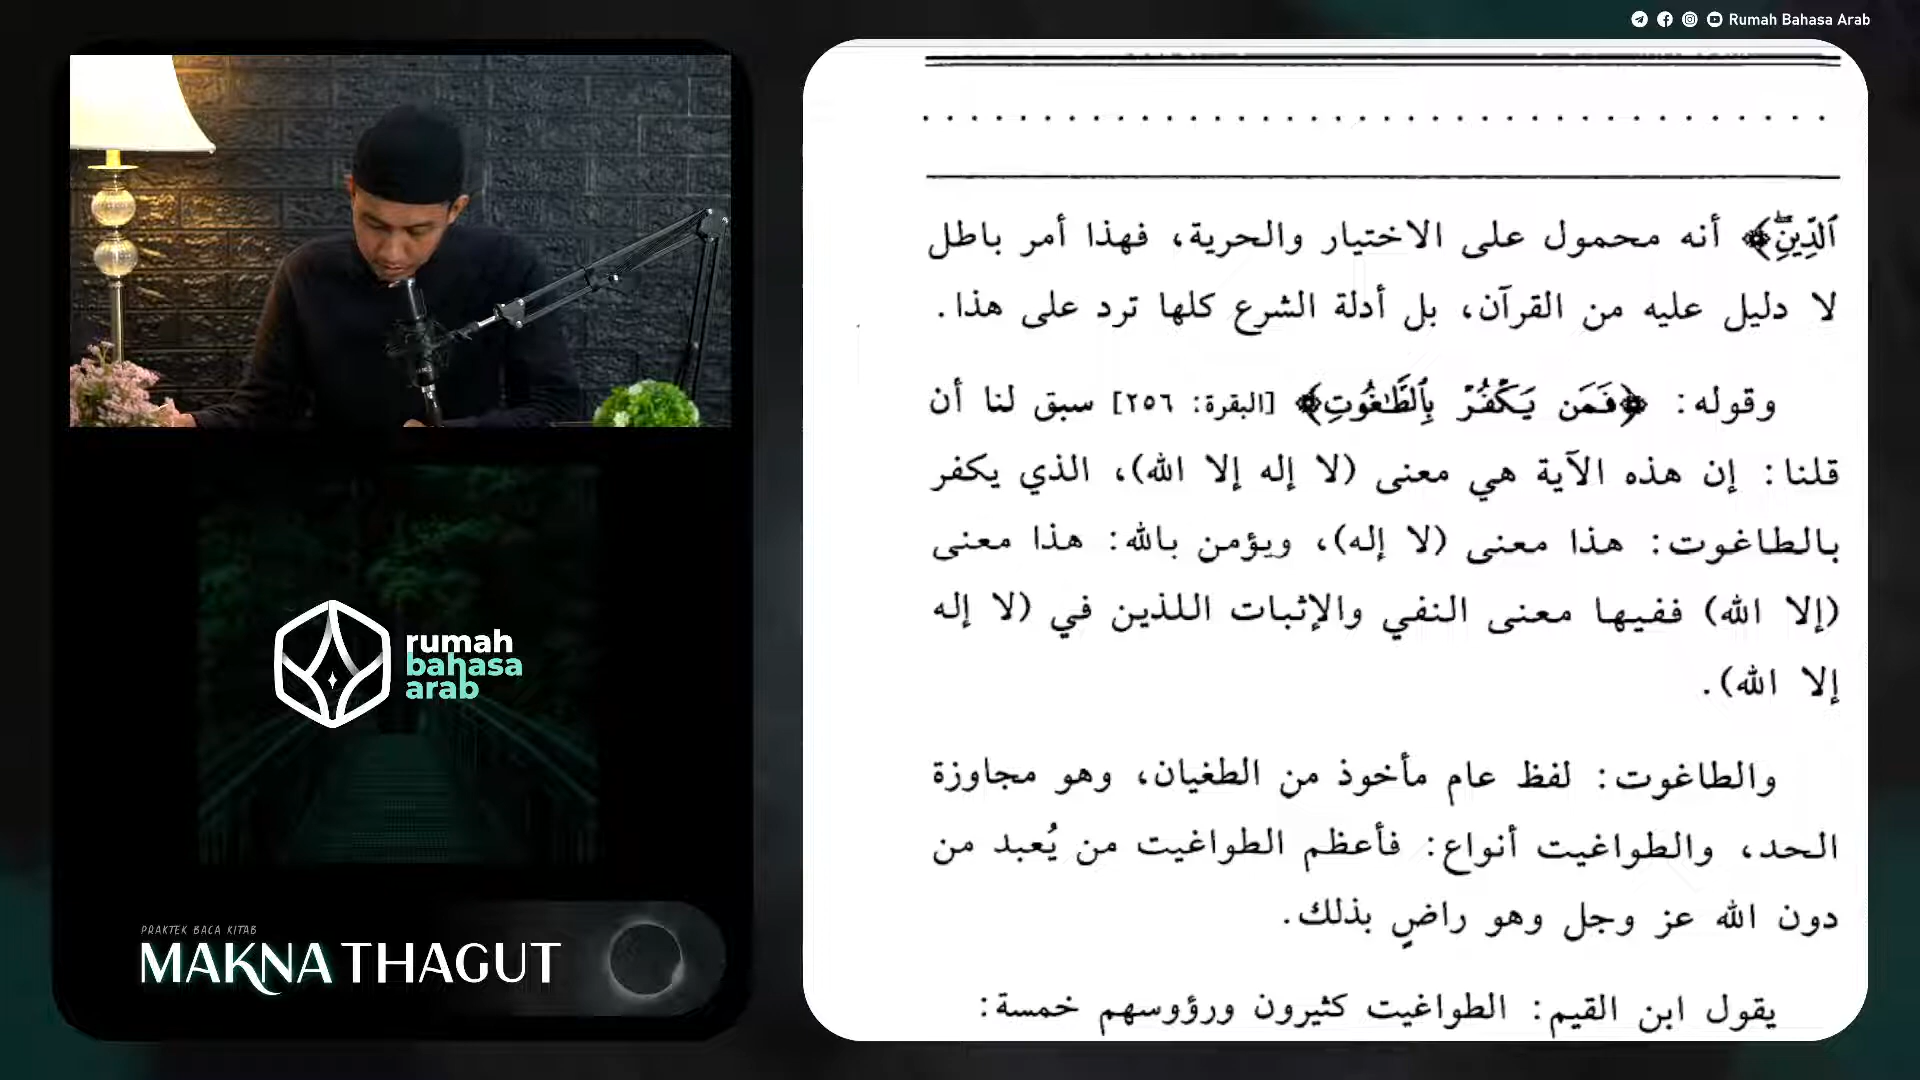 Rumah Bahasa Arab
ٱلدِّينِۖ﴾ أنه محمول على الاختيار والحرية، فهذا أمر باطل
لا دليل عليه من القرآن، بل أدلة الشرع كلها ترد على هذا.
وقوله: ﴿فَمَن يَكْفُرْ بِٱلطَّٰغُوتِ﴾ [البقرة: ٢٥٦] سبق لنا أن
قلنا: إن هذه الآية هي معنى (لا إله إلا الله)، الذي يكفر
بالطاغوت: هذا معنى (لا إله)، ويؤمن بالله: هذا معنى
(إلا الله) ففيها معنى النفي والإثبات اللذين في (لا إله
إلا الله).
والطاغوت: لفظ عام مأخوذ من الطغيان، وهو مجاوزة
الحد، والطواغيت أنواع: فأعظم الطواغيت من يُعبد من
دون الله عز وجل وهو راضٍ بذلك.
يقول ابن القيم: الطواغيت كثيرون ورؤوسهم خمسة:
rumah
bahasa
arab
PRAKTEK BACA KITAB
MAKNA THAGUT